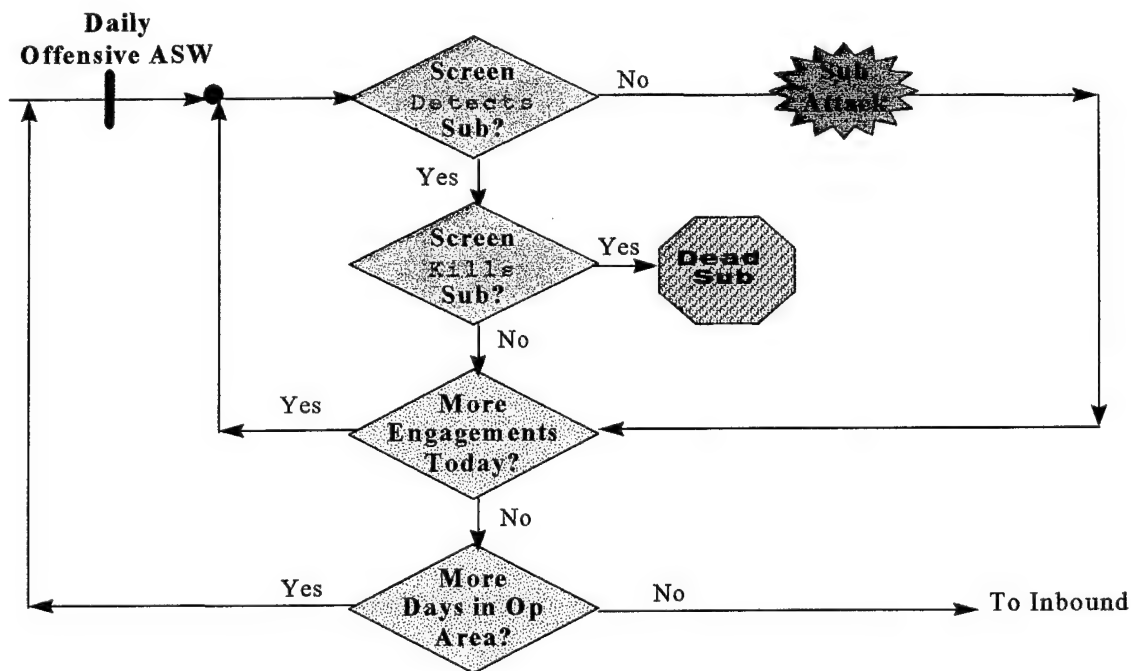 Daily
Offensive ASW
Screen
Detects
Sub?
No
Sub
Attack
Yes
Screen
Kills
Sub?
Yes
Dead
Sub
No
More
Engagements
Today?
Yes
No
More
Days in Op
Area?
Yes
No
To Inbound